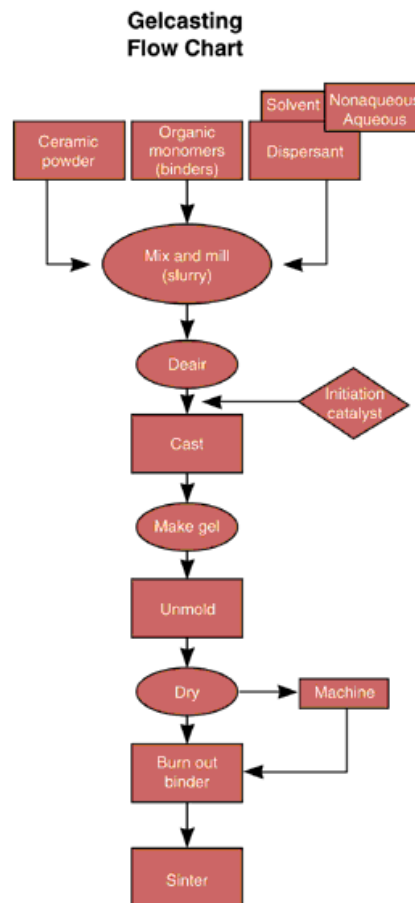 Gelcasting
Flow Chart
Solvent
Nonaqueous
Aqueous
Ceramic
powder
Organic
monomers
(binders)
Dispersant
Mix and mill
(slurry)
Deair
Initiation
catalyst
Cast
Make gel
Unmold
Dry
Machine
Burn out
binder
Sinter